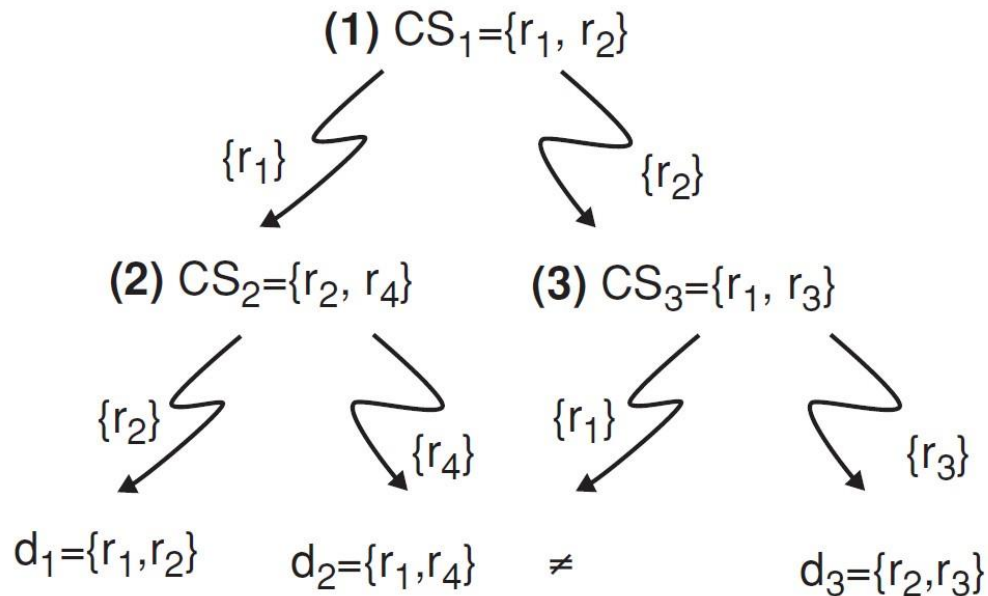 (1) CS₁={r₁, r₂}
{r₁} {r₂}
(2) CS₂={r₂, r₄} (3) CS₃={r₁, r₃}
{r₂} {r₄} {r₁} {r₃}
d₁={r₁,r₂} d₂={r₁,r₄} ≠ d₃={r₂,r₃}